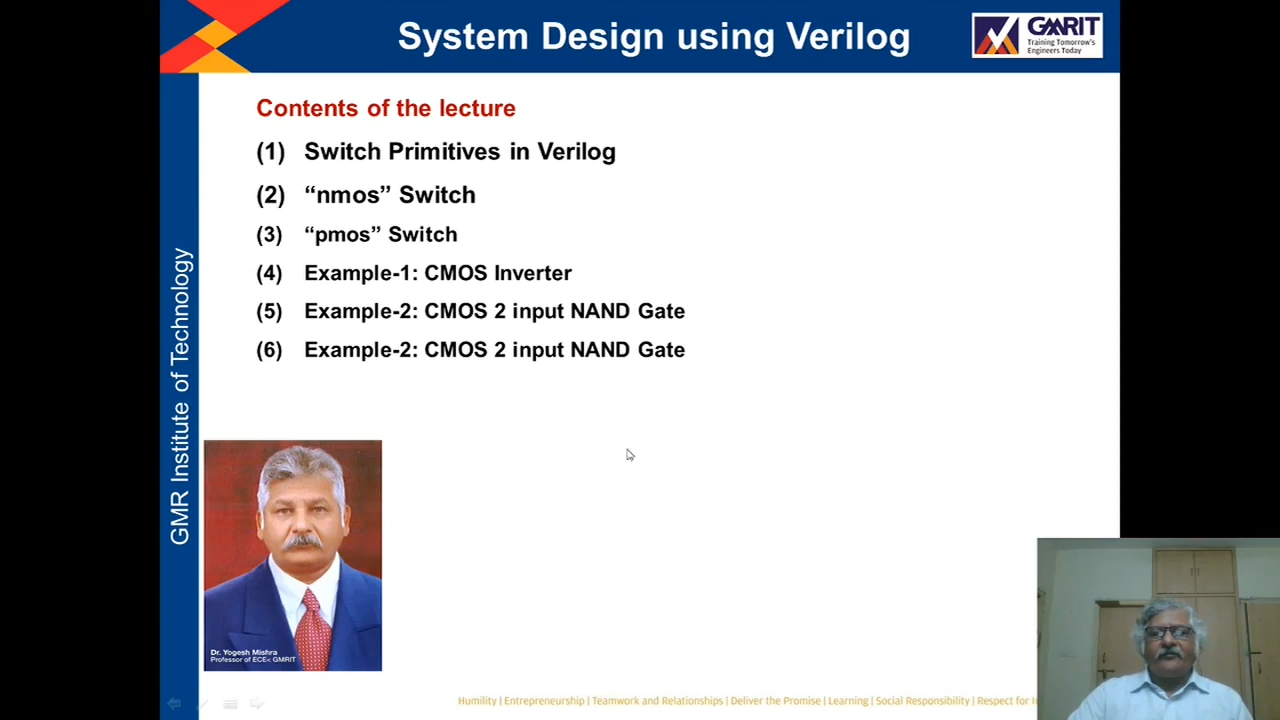 System Design using Verilog
GMRIT
Training Tomorrow's
Engineers Today
Contents of the lecture
(1) Switch Primitives in Verilog
(2) “nmos” Switch
(3) “pmos” Switch
(4) Example-1: CMOS Inverter
(5) Example-2: CMOS 2 input NAND Gate
(6) Example-2: CMOS 2 input NAND Gate
GMR Institute of Technology
Dr. Yogesh Mishra
Professor of ECE< GMRIT
Humility | Entrepreneurship | Teamwork and Relationships | Deliver the Promise | Learning | Social Responsibility | Respect for